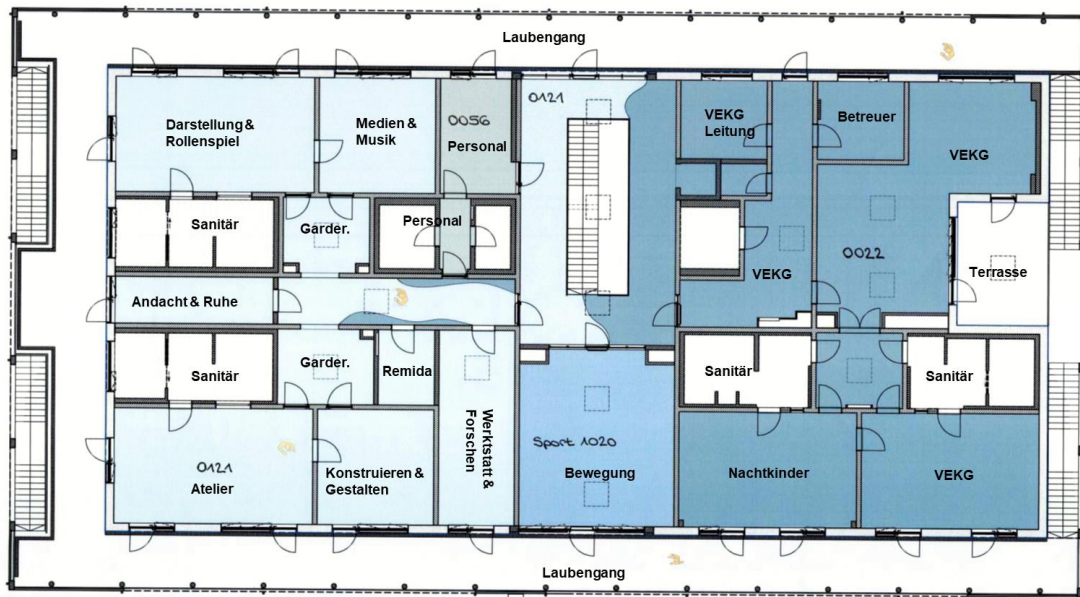 Laubengang
Darstellung &
Rollenspiel
Medien &
Musik
0056
Personal
0121
VEKG
Leitung
Betreuer
VEKG
Sanitär
Garder.
Personal
VEKG
0022
Terrasse
Andacht & Ruhe
Sanitär
Garder.
Remida
Werktstatt &
Forschen
Sanitär
Sanitär
0121
Atelier
Konstruieren &
Gestalten
Sport 1020
Bewegung
Nachtkinder
VEKG
Laubengang